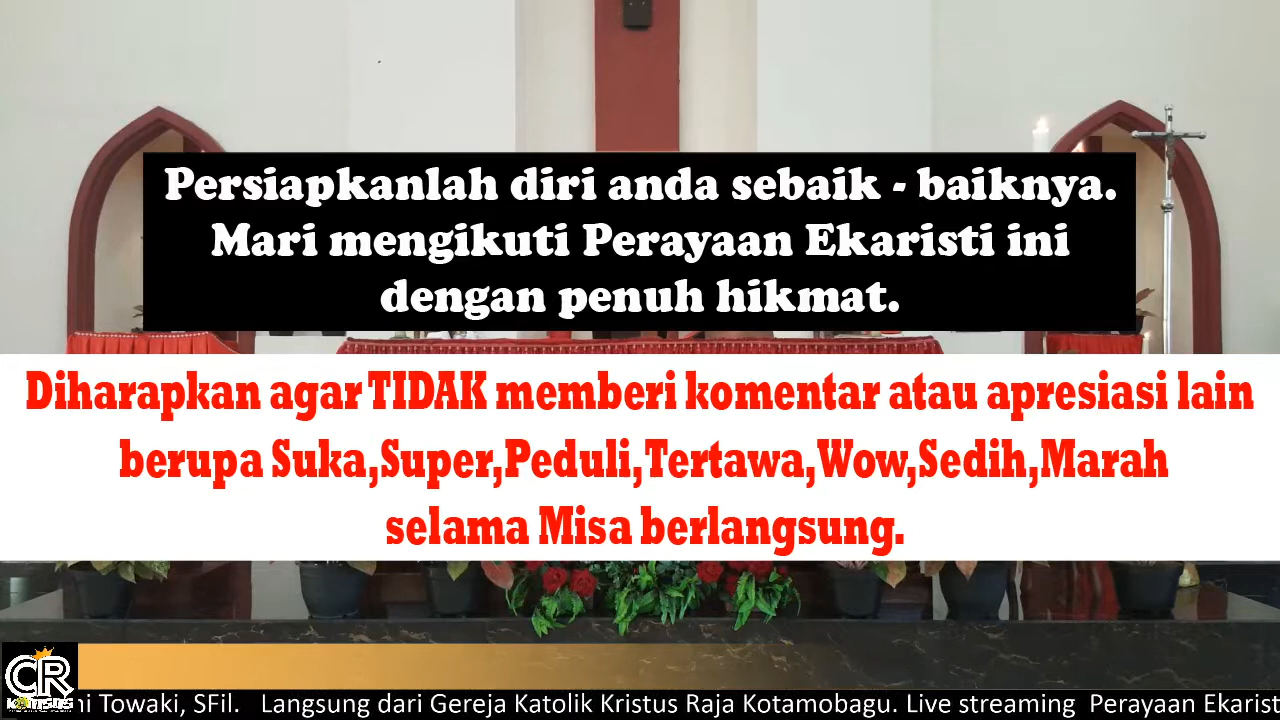 Persiapkanlah diri anda sebaik - baiknya.
Mari mengikuti Perayaan Ekaristi ini
dengan penuh hikmat.
Diharapkan agar TIDAK memberi komentar atau apresiasi lain
berupa Suka,Super,Peduli,Tertawa,Wow,Sedih,Marah
selama Misa berlangsung.
CR
KOMSOS
Towaki, SFil. Langsung dari Gereja Katolik Kristus Raja Kotamobagu. Live streaming Perayaan Ekarist